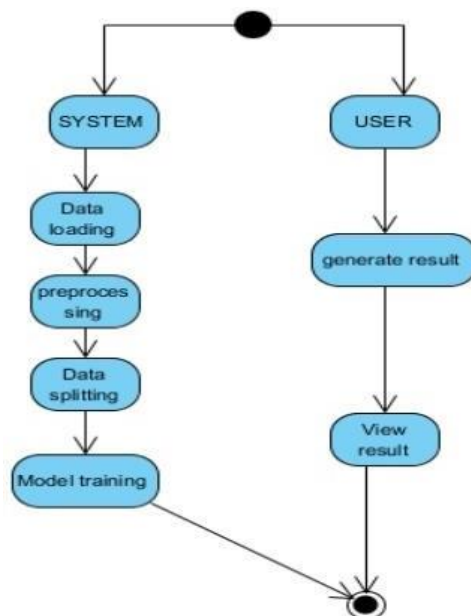 SYSTEM
USER
Data
loading
generate result
preproces
sing
Data
splitting
View
result
Model training